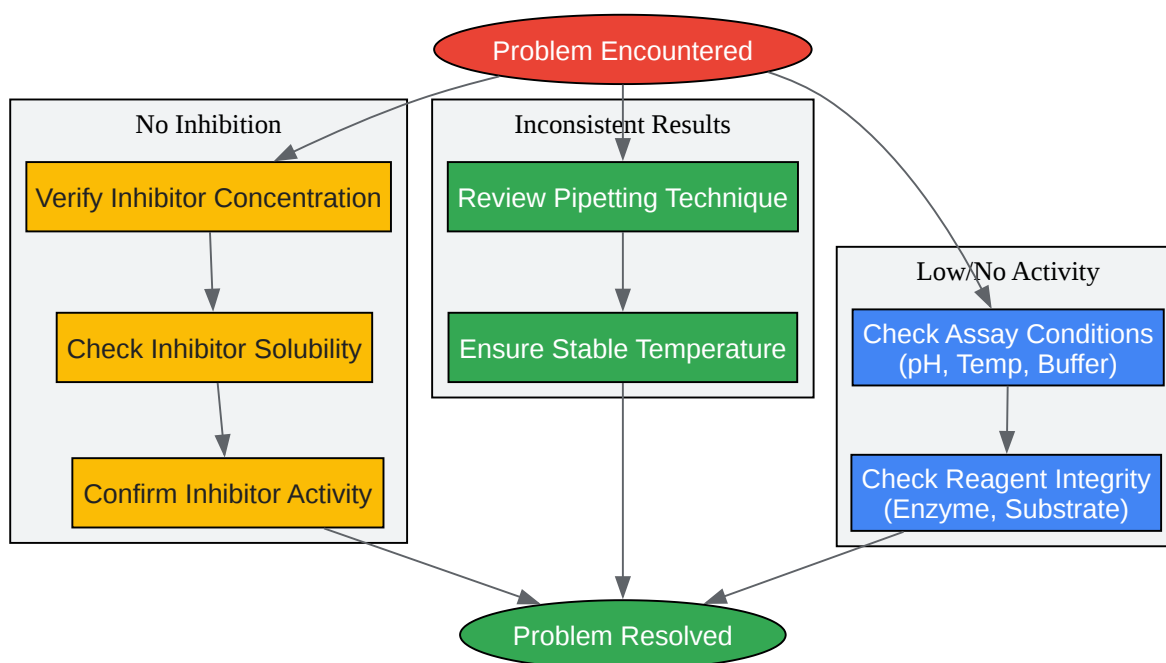 Problem Encountered
No Inhibition
Verify Inhibitor Concentration
Check Inhibitor Solubility
Confirm Inhibitor Activity
Inconsistent Results
Review Pipetting Technique
Ensure Stable Temperature
Low/No Activity
Check Assay Conditions
(pH, Temp, Buffer)
Check Reagent Integrity
(Enzyme, Substrate)
Problem Resolved